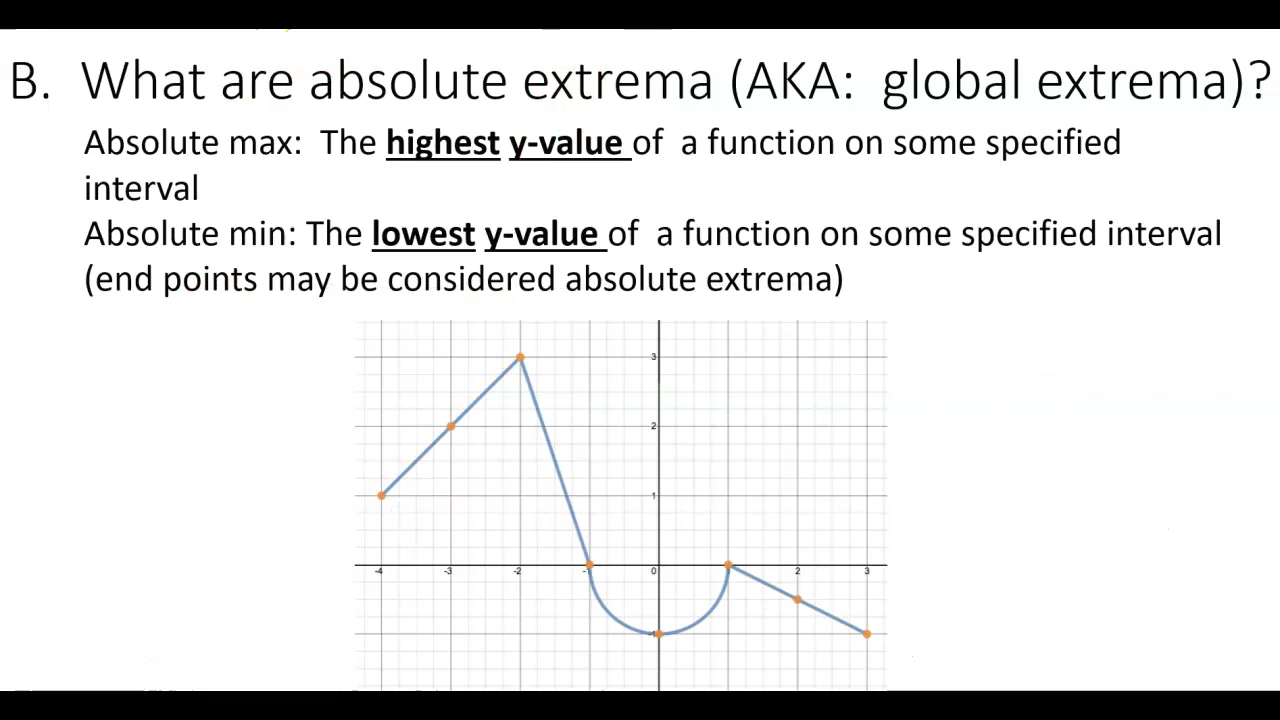 B. What are absolute extrema (AKA: global extrema)?
Absolute max: The highest y-value of a function on some specified
interval
Absolute min: The lowest y-value of a function on some specified interval
(end points may be considered absolute extrema)
3
2
1
-4 -3 -2 -1 0 2 3